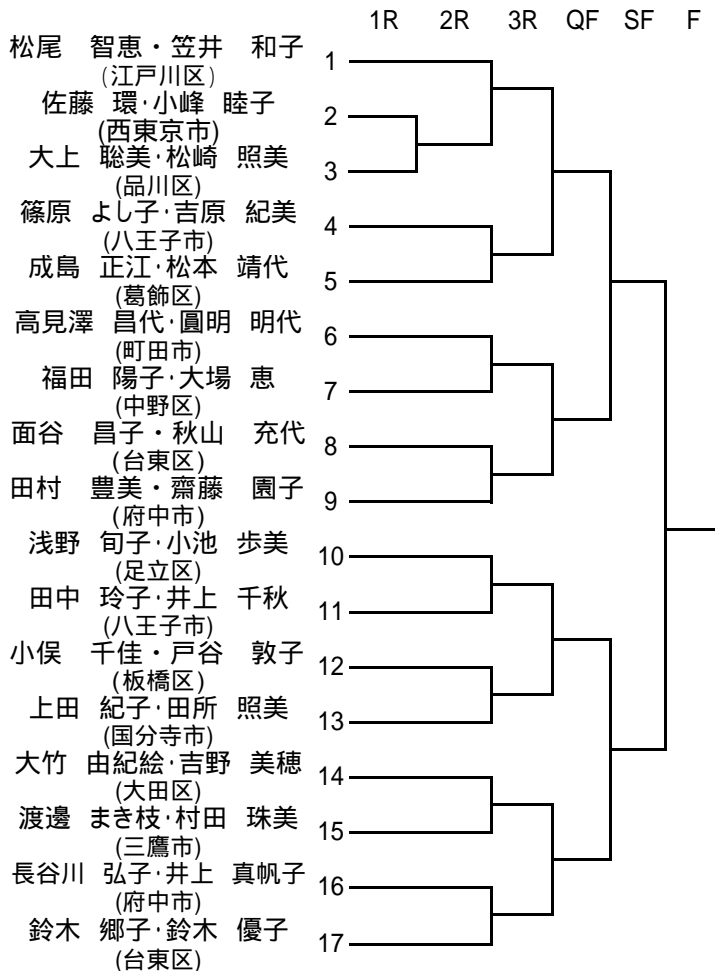 1R 2R 3R QF SF F
松尾 智恵・笠井 和子 1
(江戸川区)
佐藤 環・小峰 睦子 2
(西東京市)
大上 聡美・松崎 照美 3
(品川区)
篠原 よし子・吉原 紀美 4
(八王子市)
成島 正江・松本 靖代 5
(葛飾区)
高見澤 昌代・圓明 明代 6
(町田市)
福田 陽子・大場 恵 7
(中野区)
面谷 昌子・秋山 充代 8
(台東区)
田村 豊美・齋藤 園子 9
(府中市)
浅野 旬子・小池 歩美 10
(足立区)
田中 玲子・井上 千秋 11
(八王子市)
小俣 千佳・戸谷 敦子 12
(板橋区)
上田 紀子・田所 照美 13
(国分寺市)
大竹 由紀絵・吉野 美穂 14
(大田区)
渡邊 まき枝・村田 珠美 15
(三鷹市)
長谷川 弘子・井上 真帆子 16
(府中市)
鈴木 郷子・鈴木 優子 17
(台東区)